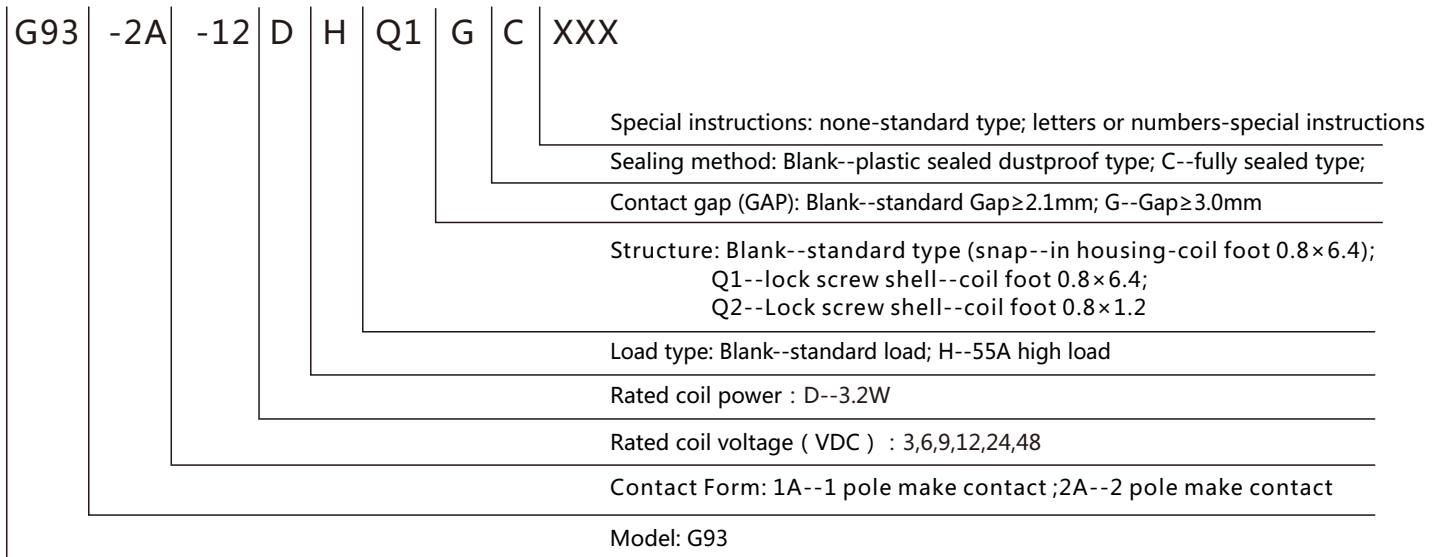 G93 -2A -12 D H Q1 G C XXX
Special instructions: none-standard type; letters or numbers-special instructions
Sealing method: Blank--plastic sealed dustproof type; C--fully sealed type;
Contact gap (GAP): Blank--standard Gap≥2.1mm; G--Gap≥3.0mm
Structure: Blank--standard type (snap--in housing-coil foot 0.8×6.4);
Q1--lock screw shell--coil foot 0.8×6.4;
Q2--Lock screw shell--coil foot 0.8×1.2
Load type: Blank--standard load; H--55A high load
Rated coil power : D--3.2W
Rated coil voltage ( VDC ) : 3,6,9,12,24,48
Contact Form: 1A--1 pole make contact ;2A--2 pole make contact
Model: G93